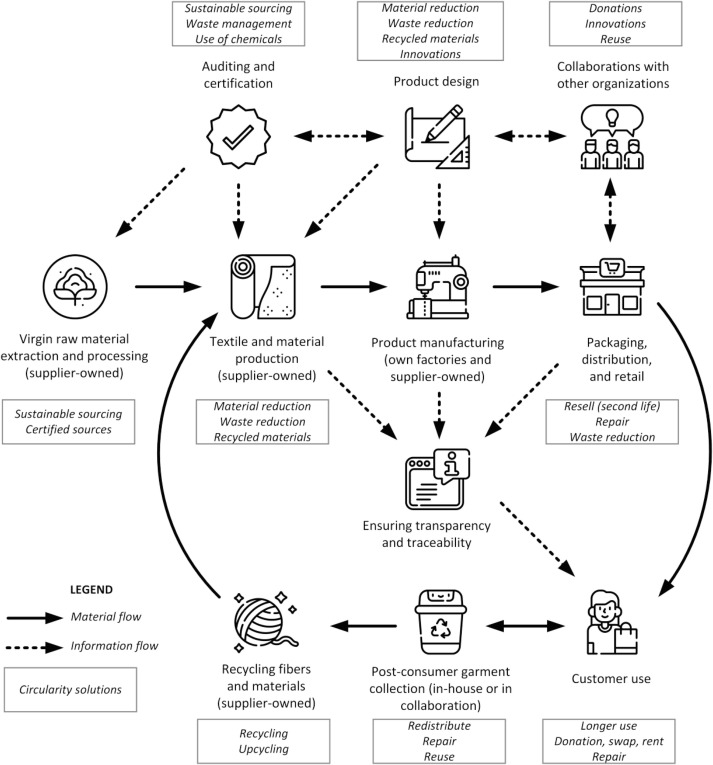 Sustainable sourcing
Waste management
Use of chemicals
Material reduction
Waste reduction
Recycled materials
Innovations
Donations
Innovations
Reuse
Auditing and
certification
Product design
Collaborations with
other organizations
Virgin raw material
extraction and processing
(supplier-owned)
Textile and material
production
(supplier-owned)
Product manufacturing
(own factories and
supplier-owned)
Packaging,
distribution,
and retail
Sustainable sourcing
Certified sources
Material reduction
Waste reduction
Recycled materials
Resell (second life)
Repair
Waste reduction
Ensuring transparency
and traceability
LEGEND
Material flow
Information flow
Circularity solutions
Recycling fibers
and materials
(supplier-owned)
Post-consumer garment
collection (in-house or in
collaboration)
Customer use
Recycling
Upcycling
Redistribute
Repair
Reuse
Longer use
Donation, swap, rent
Repair